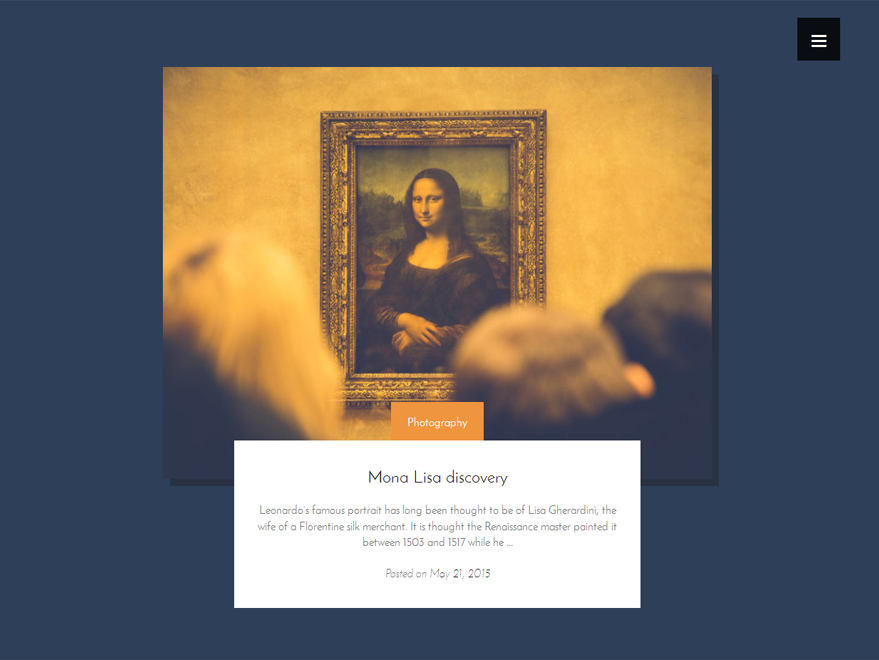 Photography
Mona Lisa discovery
Leonardo's famous portrait has long been thought to be of Lisa Gherardini, the
wife of a Florentine silk merchant. It is thought the Renaissance master painted it
between 1503 and 1517 while he ...
Posted on May 21, 2015